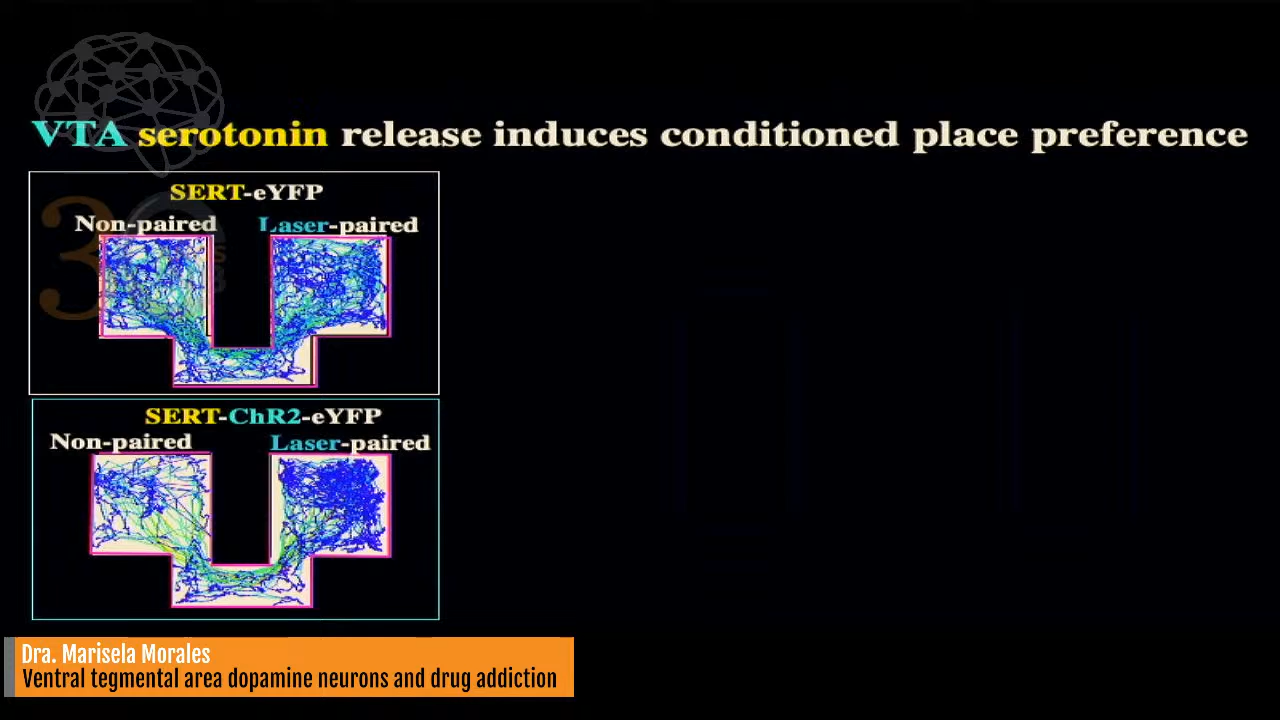 VTA serotonin release induces conditioned place preference
SERT-eYFP
Non-paired Laser-paired
SERT-ChR2-eYFP
Non-paired Laser-paired
Dra. Marisela Morales
Ventral tegmental area dopamine neurons and drug addiction